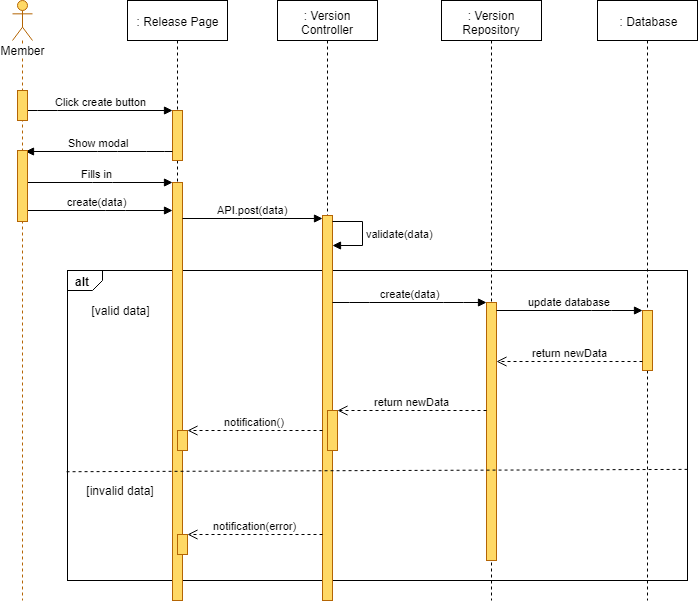 : Release Page
: Version
Controller
: Version
Repository
: Database
Member
Click create button
Show modal
Fills in
create(data)
API.post(data)
validate(data)
alt
[valid data]
create(data)
update database
return newData
return newData
notification()
[invalid data]
notification(error)